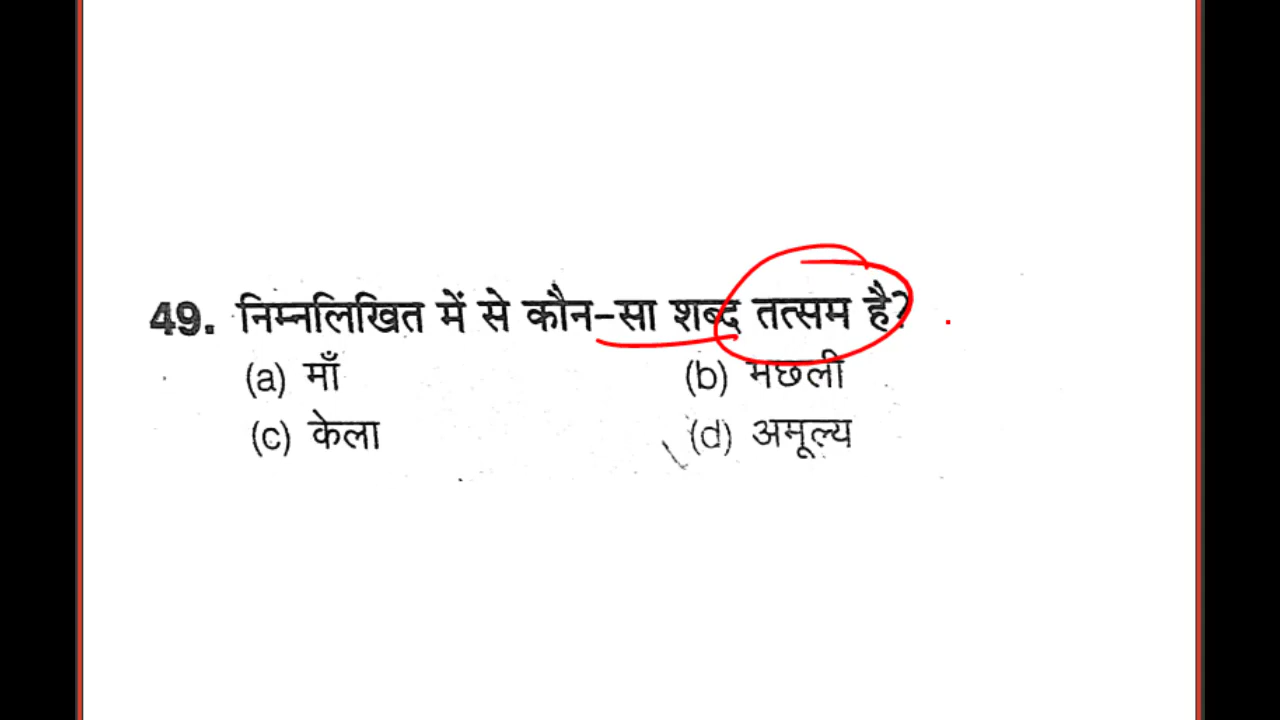 49. निम्नलिखित में से कौन-सा शब्द तत्सम है?
(a) माँ (b) मछली
(c) केला (d) अमूल्य